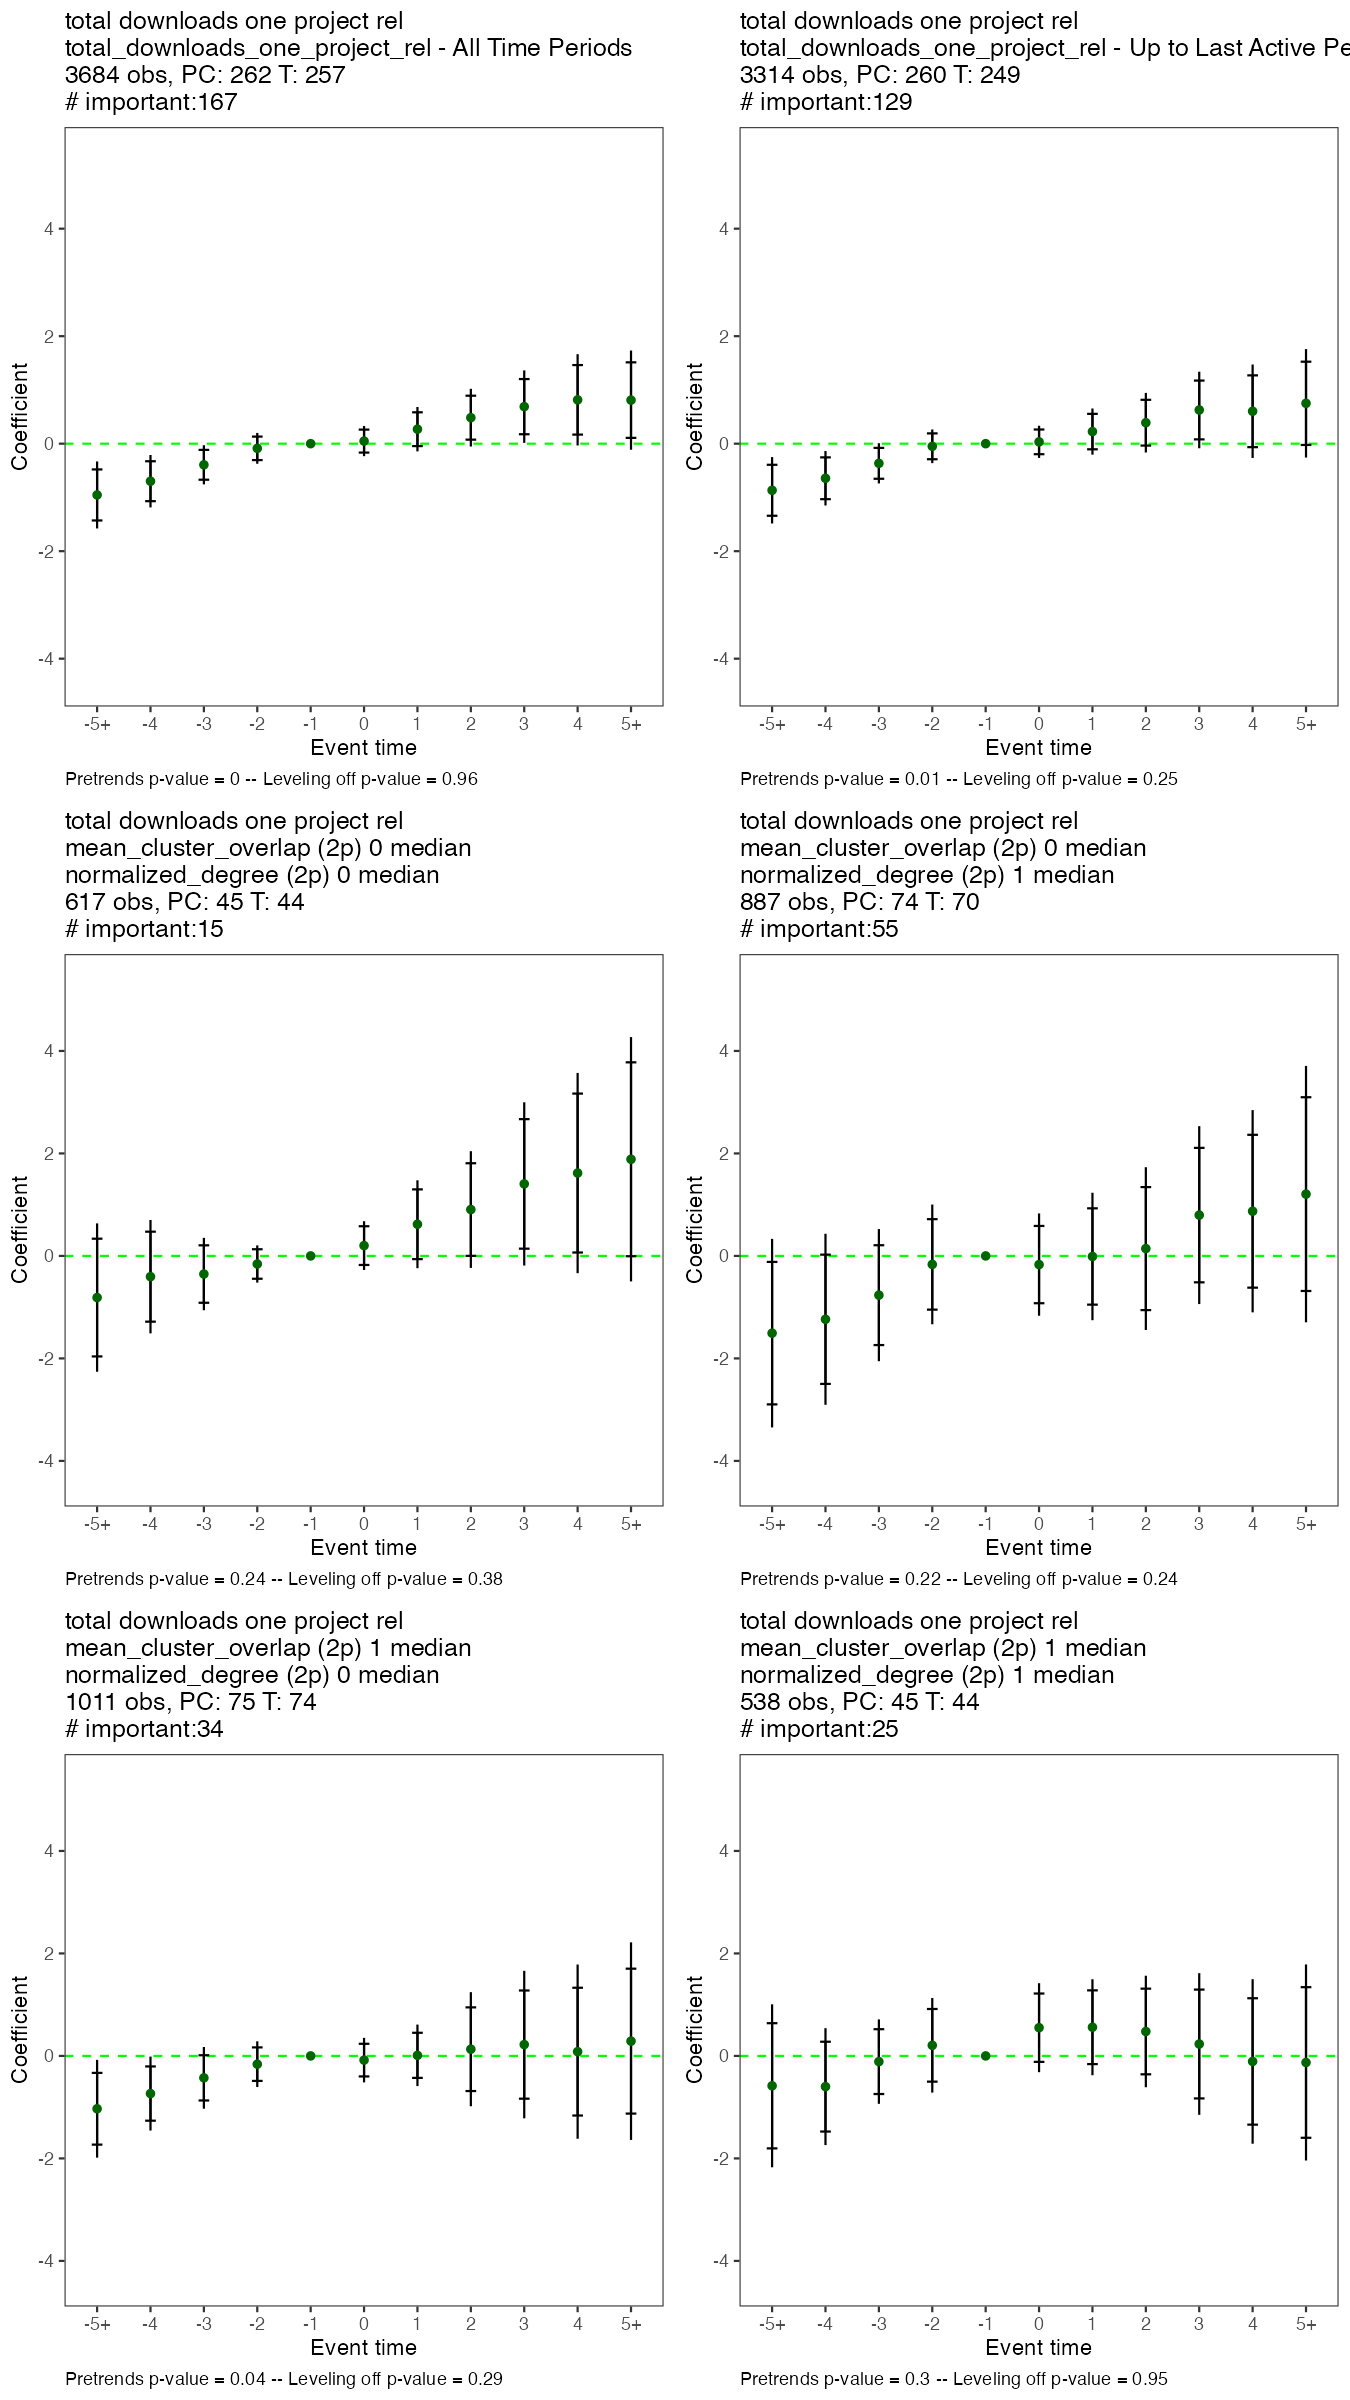 total downloads one project rel
total_downloads_one_project_rel - All Time Periods
3684 obs, PC: 262 T: 257
# important:167
4
2
0
-2
-4
Coefficient
-5+ -4 -3 -2 -1 0 1 2 3 4 5+
Event time
Pretrends p-value = 0 -- Leveling off p-value = 0.96
total downloads one project rel
total_downloads_one_project_rel - Up to Last Active Pe
3314 obs, PC: 260 T: 249
# important:129
4
2
0
-2
-4
Coefficient
-5+ -4 -3 -2 -1 0 1 2 3 4 5+
Event time
Pretrends p-value = 0.01 -- Leveling off p-value = 0.25
total downloads one project rel
mean_cluster_overlap (2p) 0 median
normalized_degree (2p) 0 median
617 obs, PC: 45 T: 44
# important:15
4
2
0
-2
-4
Coefficient
-5+ -4 -3 -2 -1 0 1 2 3 4 5+
Event time
Pretrends p-value = 0.24 -- Leveling off p-value = 0.38
total downloads one project rel
mean_cluster_overlap (2p) 0 median
normalized_degree (2p) 1 median
887 obs, PC: 74 T: 70
# important:55
4
2
0
-2
-4
Coefficient
-5+ -4 -3 -2 -1 0 1 2 3 4 5+
Event time
Pretrends p-value = 0.22 -- Leveling off p-value = 0.24
total downloads one project rel
mean_cluster_overlap (2p) 1 median
normalized_degree (2p) 0 median
1011 obs, PC: 75 T: 74
# important:34
4
2
0
-2
-4
Coefficient
-5+ -4 -3 -2 -1 0 1 2 3 4 5+
Event time
Pretrends p-value = 0.04 -- Leveling off p-value = 0.29
total downloads one project rel
mean_cluster_overlap (2p) 1 median
normalized_degree (2p) 1 median
538 obs, PC: 45 T: 44
# important:25
4
2
0
-2
-4
Coefficient
-5+ -4 -3 -2 -1 0 1 2 3 4 5+
Event time
Pretrends p-value = 0.3 -- Leveling off p-value = 0.95